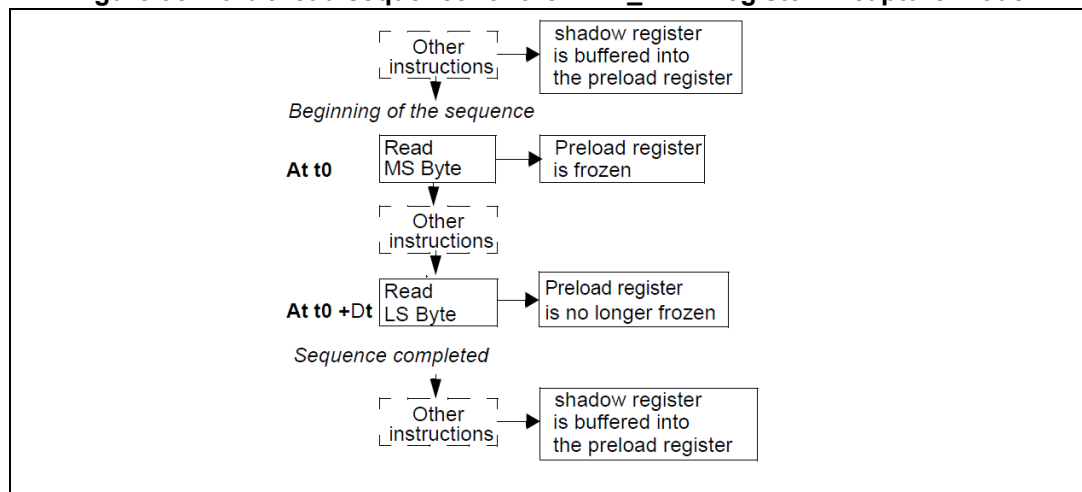 Other
instructions
shadow register
is buffered into
the preload register
Beginning of the sequence
At t0
Read
MS Byte
Preload register
is frozen
Other
instructions
At t0 +Dt
Read
LS Byte
Preload register
is no longer frozen
Sequence completed
Other
instructions
shadow register
is buffered into
the preload register